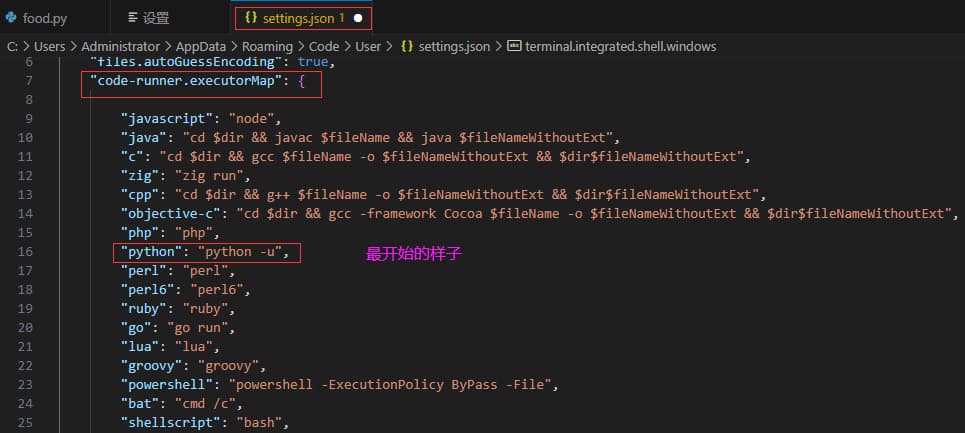 food.py 设置 {} settings.json 1
C: > Users > Administrator > AppData > Roaming > Code > User > {} settings.json > terminal.integrated.shell.windows
6 "files.autoGuessEncoding": true,
7 "code-runner.executorMap": {
8
9 "javascript": "node",
10 "java": "cd $dir && javac $fileName && java $fileNameWithoutExt",
11 "c": "cd $dir && gcc $fileName -o $fileNameWithoutExt && $dir$fileNameWithoutExt",
12 "zig": "zig run",
13 "cpp": "cd $dir && g++ $fileName -o $fileNameWithoutExt && $dir$fileNameWithoutExt",
14 "objective-c": "cd $dir && gcc -framework Cocoa $fileName -o $fileNameWithoutExt && $dir$fileNameWithoutExt",
15 "php": "php",
16 "python": "python -u", 最开始的样子
17 "perl": "perl",
18 "perl6": "perl6",
19 "ruby": "ruby",
20 "go": "go run",
21 "lua": "lua",
22 "groovy": "groovy",
23 "powershell": "powershell -ExecutionPolicy ByPass -File",
24 "bat": "cmd /c",
25 "shellscript": "bash",